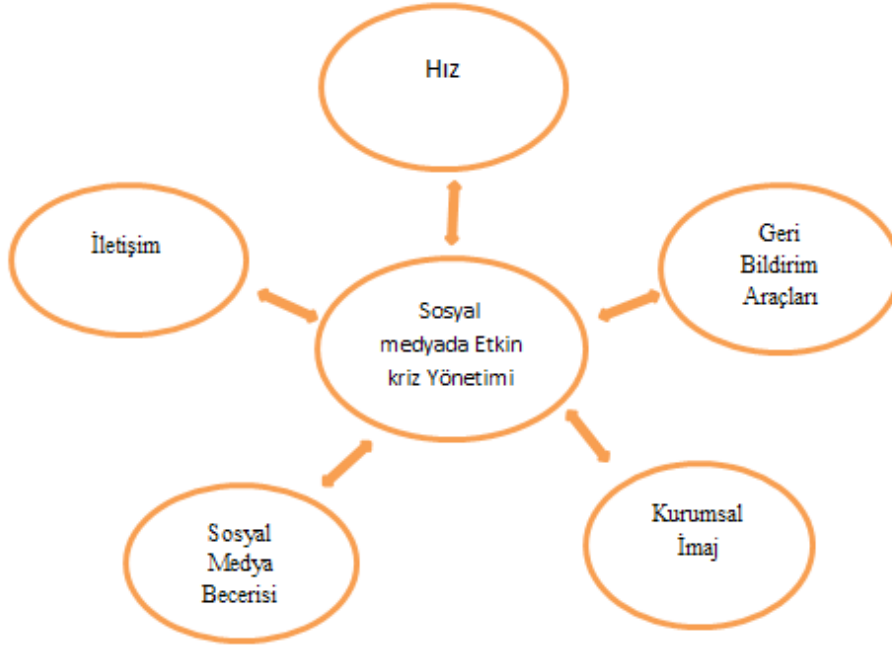 Hız
İletişim
Geri
Bildirim
Araçları
Sosyal
medyada Etkin
kriz Yönetimi
Sosyal
Medya
Becerisi
Kurumsal
İmaj